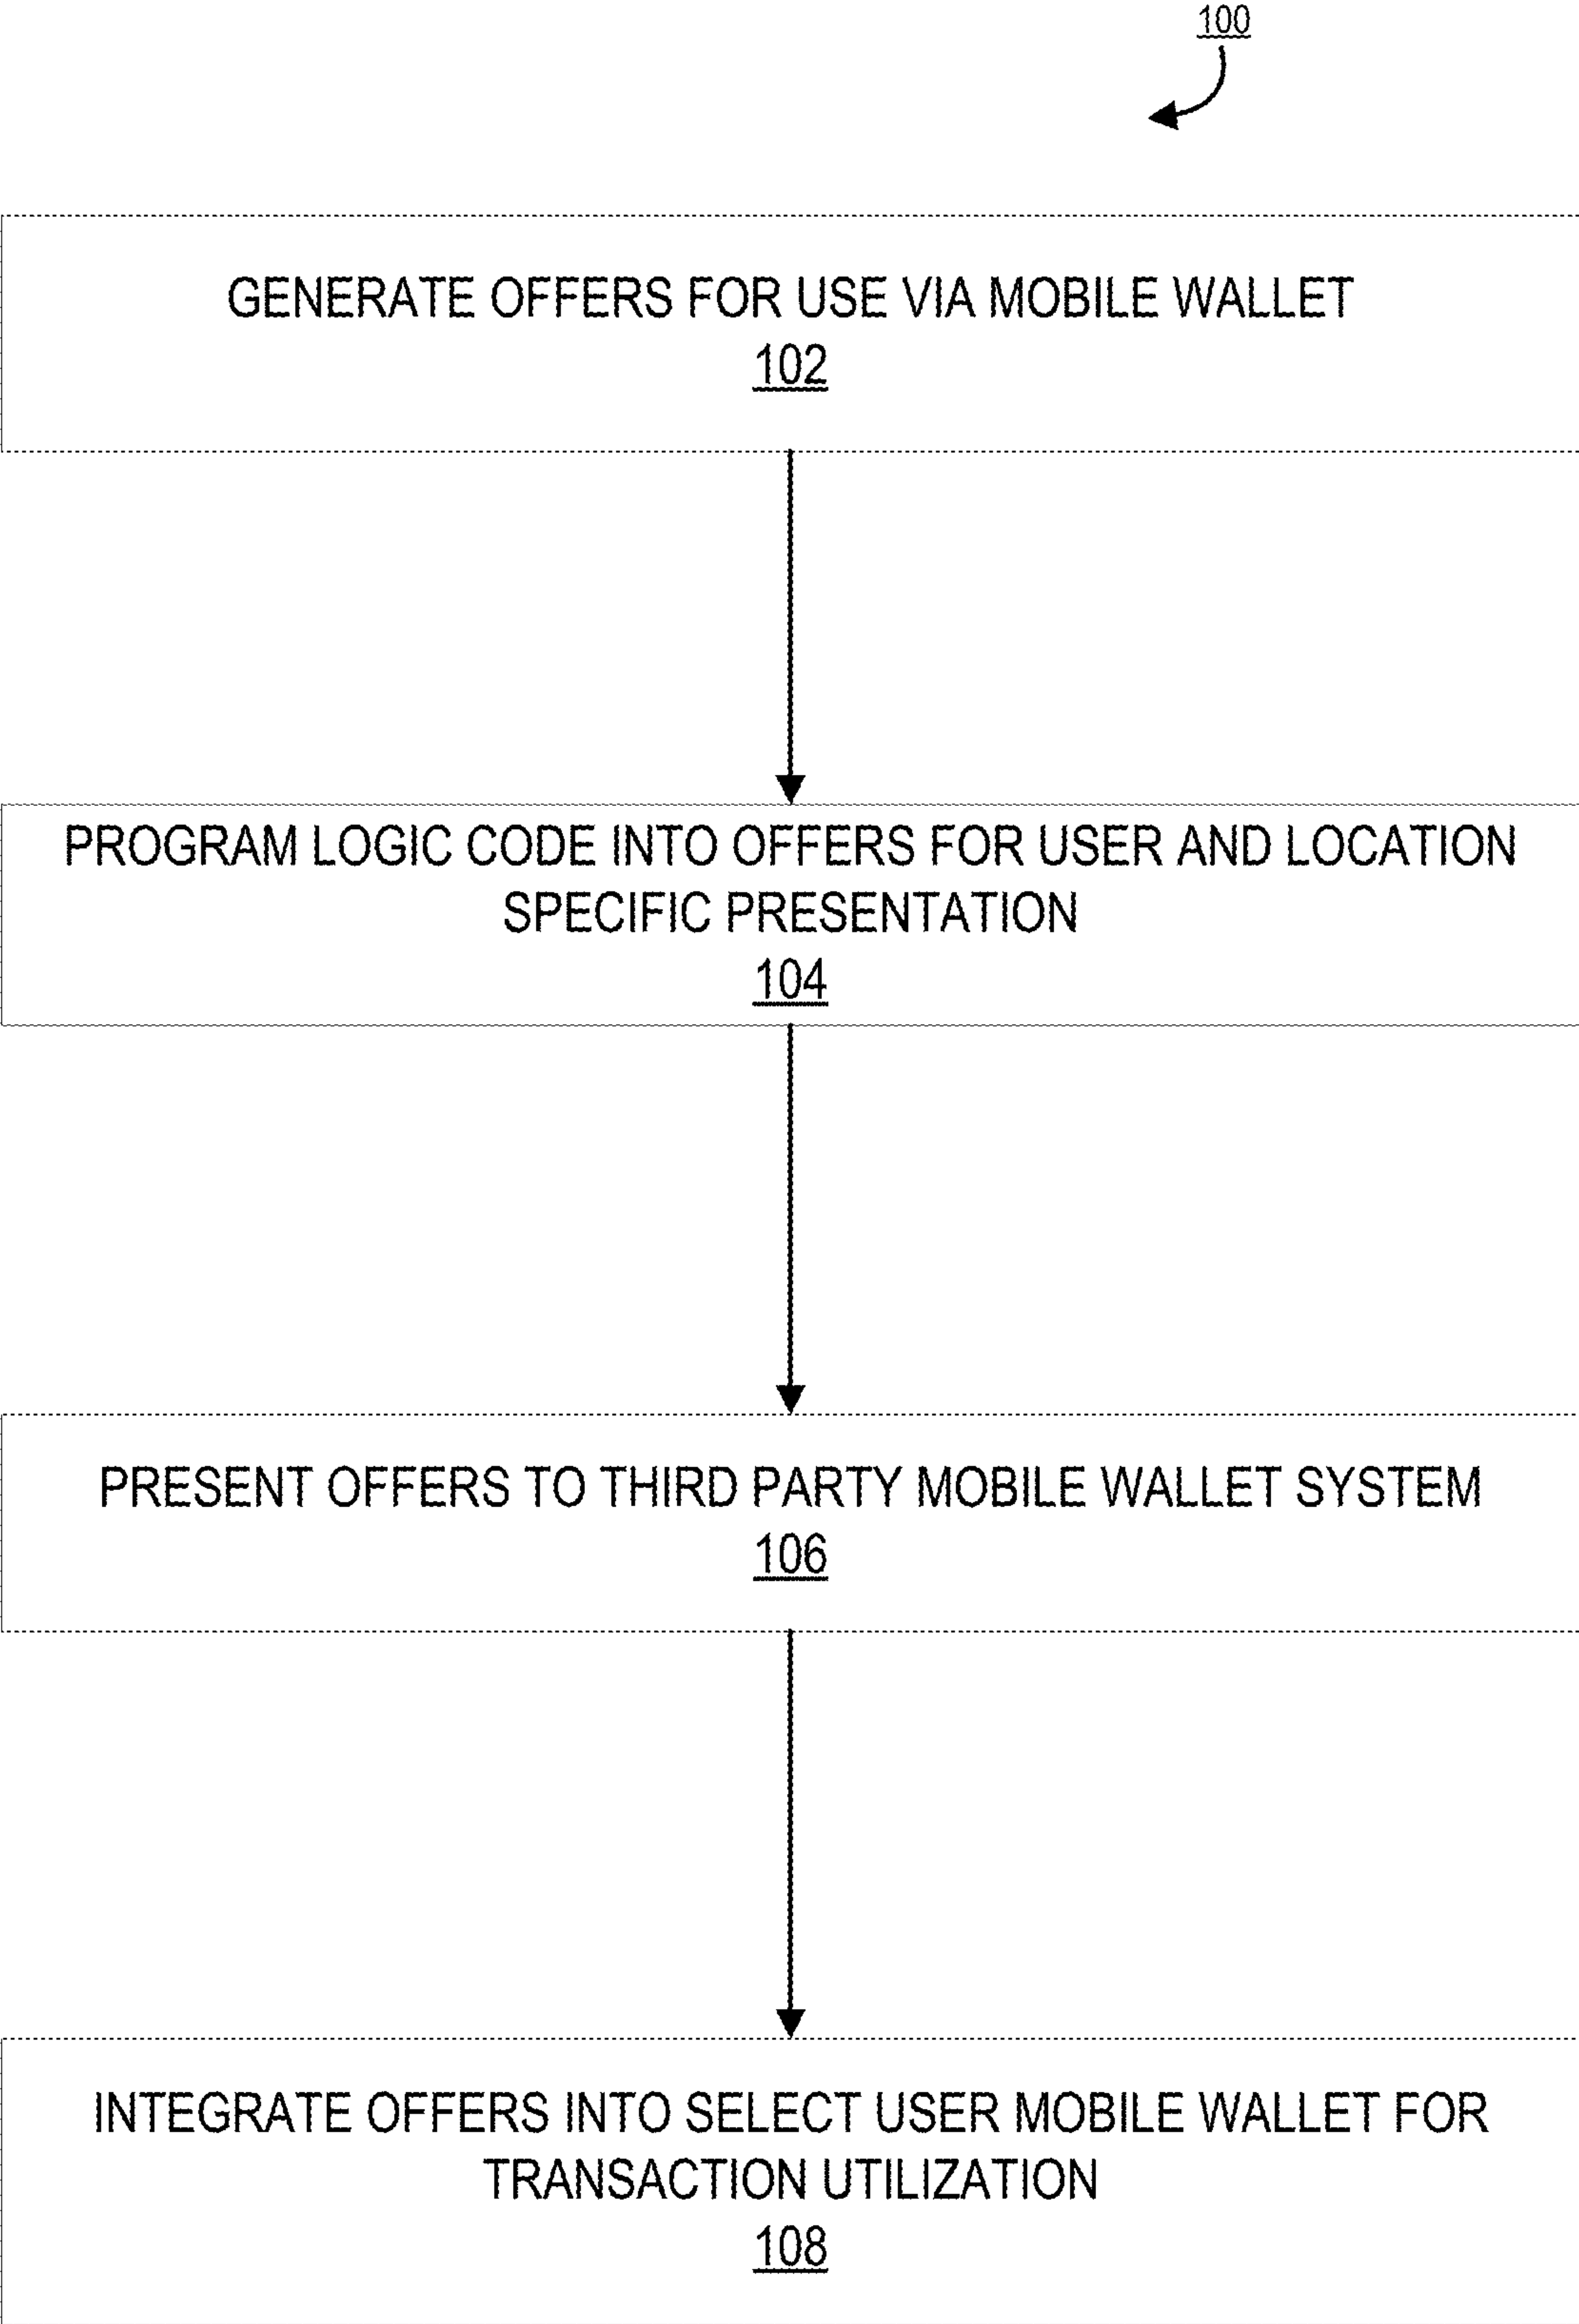 100
GENERATE OFFERS FOR USE VIA MOBILE WALLET
102
PROGRAM LOGIC CODE INTO OFFERS FOR USER AND LOCATION
SPECIFIC PRESENTATION
104
PRESENT OFFERS TO THIRD PARTY MOBILE WALLET SYSTEM
106
INTEGRATE OFFERS INTO SELECT USER MOBILE WALLET FOR
TRANSACTION UTILIZATION
108